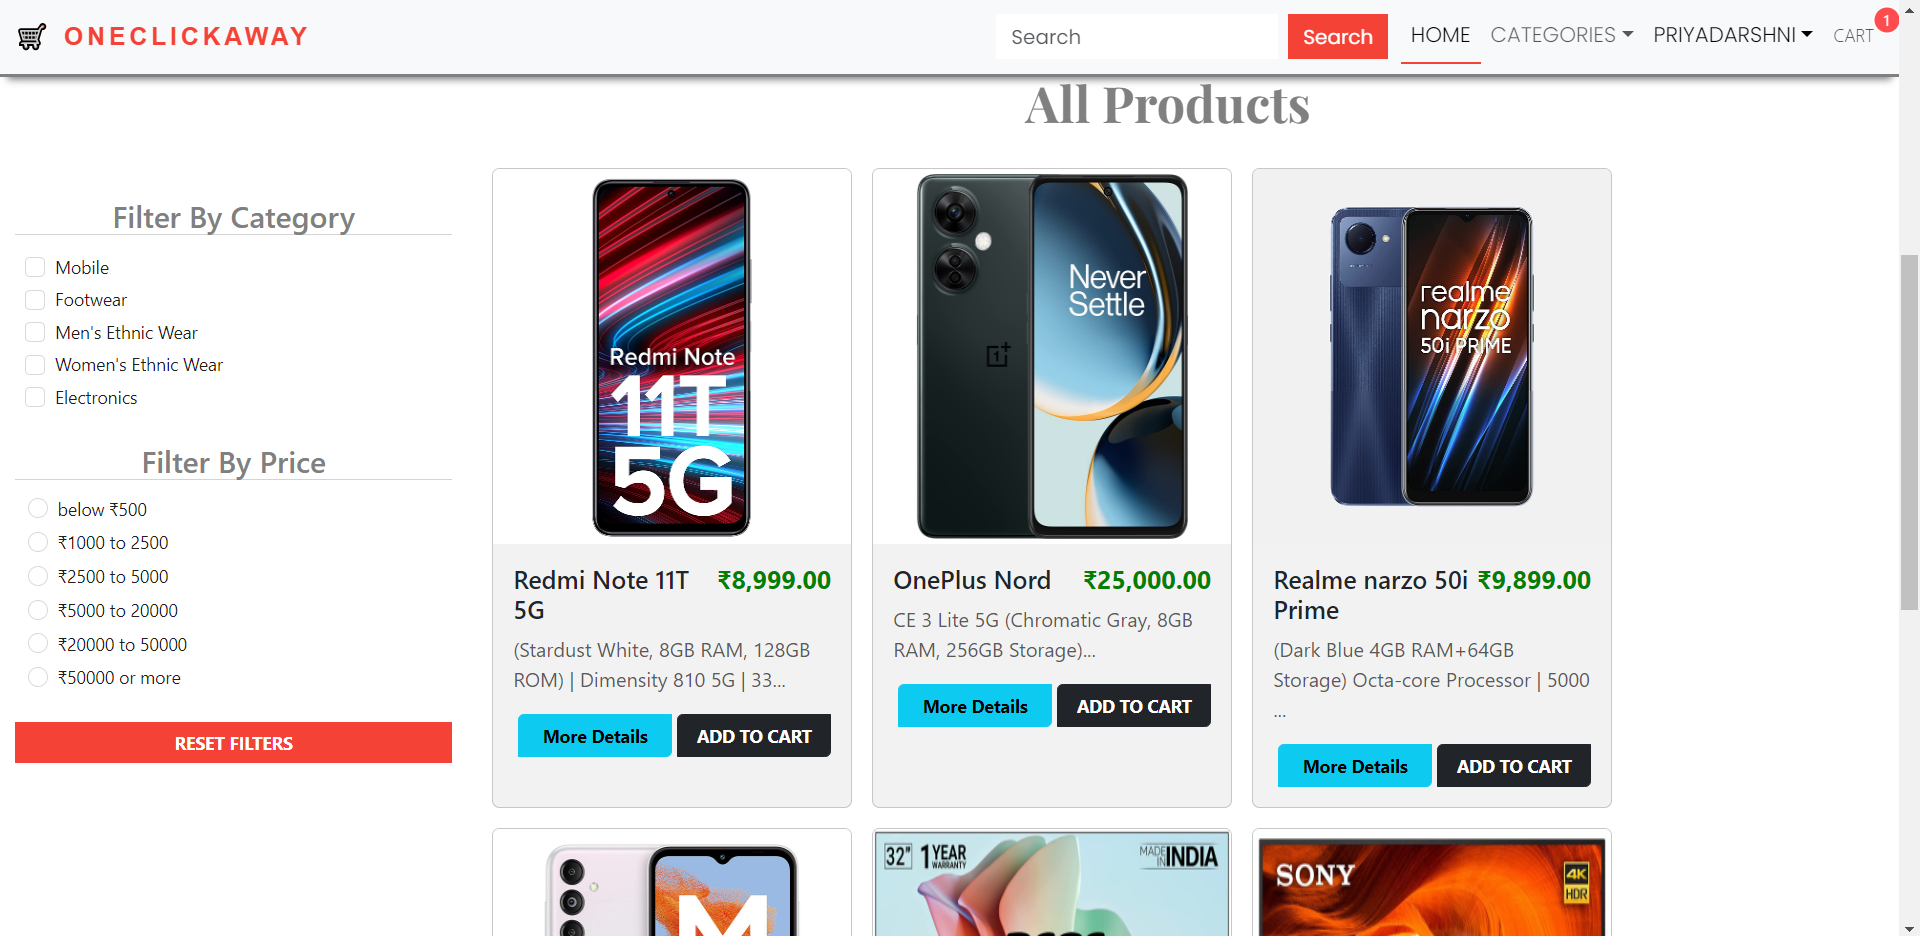 ONECLICKAWAY
Search
Search
HOME
CATEGORIES
PRIYADARSHNI
CART
1
All Products
Filter By Category
Mobile
Footwear
Men's Ethnic Wear
Women's Ethnic Wear
Electronics
Filter By Price
below ₹500
₹1000 to 2500
₹2500 to 5000
₹5000 to 20000
₹20000 to 50000
₹50000 or more
RESET FILTERS
Redmi Note
11T
5G
Redmi Note 11T ₹8,999.00
5G
(Stardust White, 8GB RAM, 128GB
ROM) | Dimensity 810 5G | 33...
More Details ADD TO CART
Never
Settle
OnePlus Nord ₹25,000.00
CE 3 Lite 5G (Chromatic Gray, 8GB
RAM, 256GB Storage)...
More Details ADD TO CART
realme
narzo
50i PRIME
Realme narzo 50i ₹9,899.00
Prime
(Dark Blue 4GB RAM+64GB
Storage) Octa-core Processor | 5000
...
More Details ADD TO CART
M
32" 1 YEAR
WARRANTY
MADE IN INDIA
SONY
4K
HDR